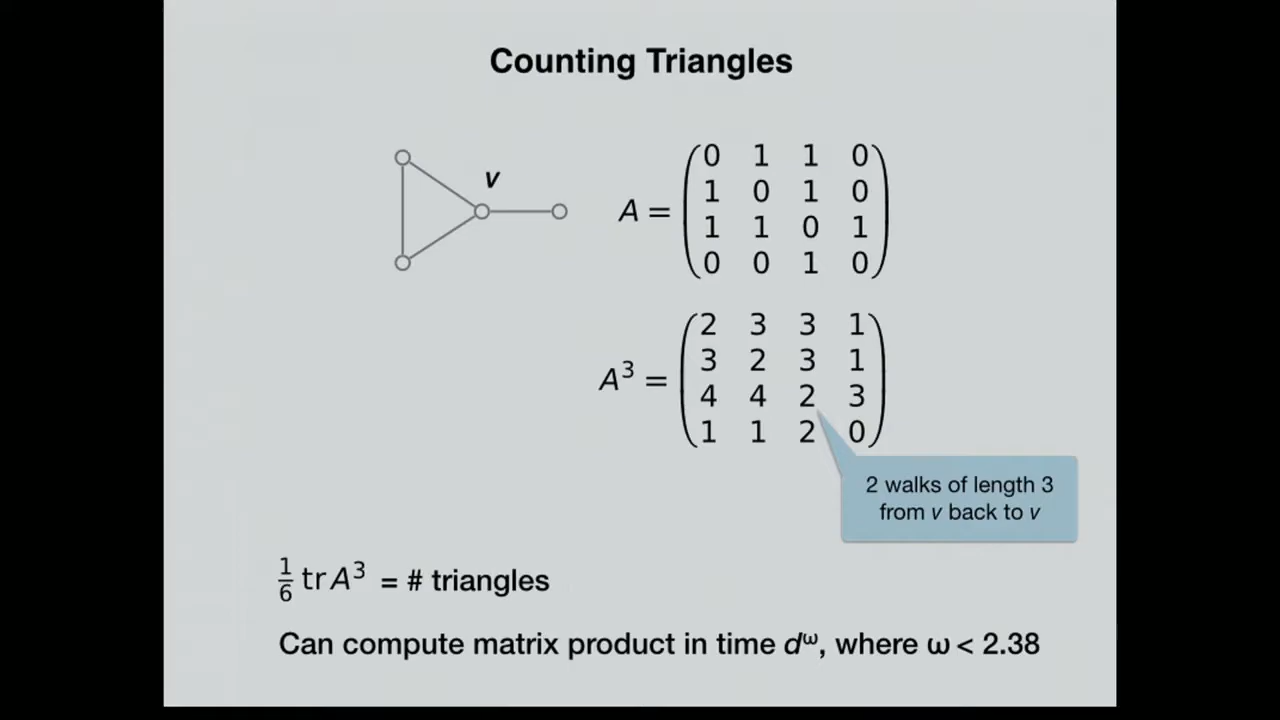 Counting Triangles
v
A =
0 1 1 0
1 0 1 0
1 1 0 1
0 0 1 0
A³ =
2 3 3 1
3 2 3 1
4 4 2 3
1 1 2 0
2 walks of length 3
from v back to v
1/6 tr A³ = # triangles
Can compute matrix product in time d^ω, where ω < 2.38